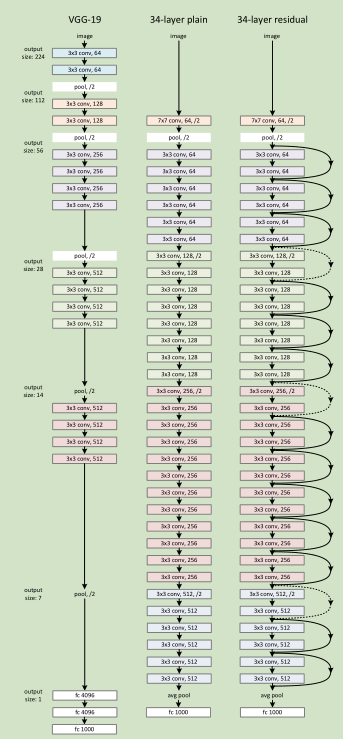 VGG-19
34-layer plain
34-layer residual
output
size: 224
output
size: 112
output
size: 56
output
size: 28
output
size: 14
output
size: 7
output
size: 1
image
3x3 conv, 64
3x3 conv, 64
pool, /2
3x3 conv, 128
3x3 conv, 128
pool, /2
3x3 conv, 256
3x3 conv, 256
3x3 conv, 256
3x3 conv, 256
pool, /2
3x3 conv, 512
3x3 conv, 512
3x3 conv, 512
3x3 conv, 512
pool, /2
3x3 conv, 512
3x3 conv, 512
3x3 conv, 512
3x3 conv, 512
pool, /2
fc 4096
fc 4096
fc 1000
image
7x7 conv, 64, /2
pool, /2
3x3 conv, 64
3x3 conv, 64
3x3 conv, 64
3x3 conv, 64
3x3 conv, 64
3x3 conv, 64
3x3 conv, 128, /2
3x3 conv, 128
3x3 conv, 128
3x3 conv, 128
3x3 conv, 128
3x3 conv, 128
3x3 conv, 128
3x3 conv, 128
3x3 conv, 256, /2
3x3 conv, 256
3x3 conv, 256
3x3 conv, 256
3x3 conv, 256
3x3 conv, 256
3x3 conv, 256
3x3 conv, 256
3x3 conv, 256
3x3 conv, 256
3x3 conv, 256
3x3 conv, 256
3x3 conv, 512, /2
3x3 conv, 512
3x3 conv, 512
3x3 conv, 512
3x3 conv, 512
3x3 conv, 512
avg pool
fc 1000
image
7x7 conv, 64, /2
pool, /2
3x3 conv, 64
3x3 conv, 64
3x3 conv, 64
3x3 conv, 64
3x3 conv, 64
3x3 conv, 64
3x3 conv, 128, /2
3x3 conv, 128
3x3 conv, 128
3x3 conv, 128
3x3 conv, 128
3x3 conv, 128
3x3 conv, 128
3x3 conv, 128
3x3 conv, 256, /2
3x3 conv, 256
3x3 conv, 256
3x3 conv, 256
3x3 conv, 256
3x3 conv, 256
3x3 conv, 256
3x3 conv, 256
3x3 conv, 256
3x3 conv, 256
3x3 conv, 256
3x3 conv, 256
3x3 conv, 512, /2
3x3 conv, 512
3x3 conv, 512
3x3 conv, 512
3x3 conv, 512
3x3 conv, 512
avg pool
fc 1000